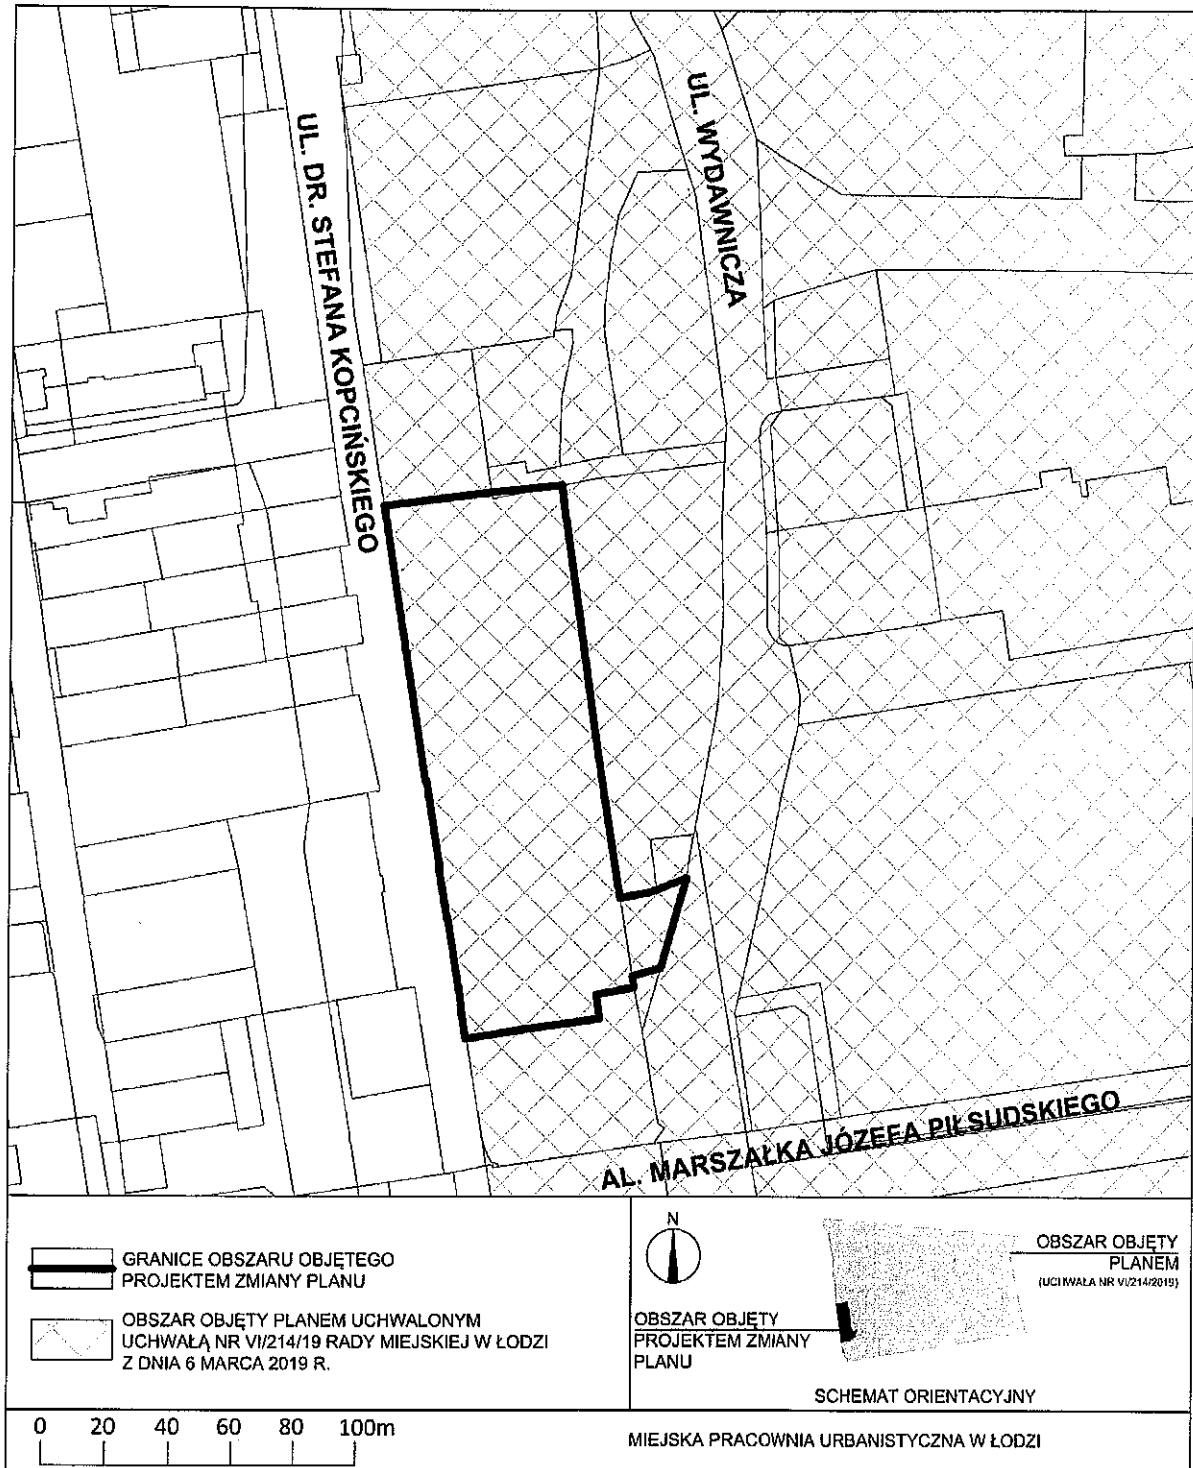 UL. DR. STEFANA KOPCIŃSKIEGO
UL. WYDAWNICZA
AL. MARSZAŁKA JÓZEFA PIŁSUDSKIEGO
GRANICE OBSZARU OBJĘTEGO
PROJEKTEM ZMIANY PLANU
OBSZAR OBJĘTY PLANEM UCHWALONYM
UCHWAŁĄ NR VI/214/19 RADY MIEJSKIEJ W ŁODZI
Z DNIA 6 MARCA 2019 R.
N
OBSZAR OBJĘTY
PLANEM
(UCHWAŁA NR VI/214/2019)
OBSZAR OBJĘTY
PROJEKTEM ZMIANY
PLANU
SCHEMAT ORIENTACYJNY
0 20 40 60 80 100m
MIEJSKA PRACOWNIA URBANISTYCZNA W ŁODZI